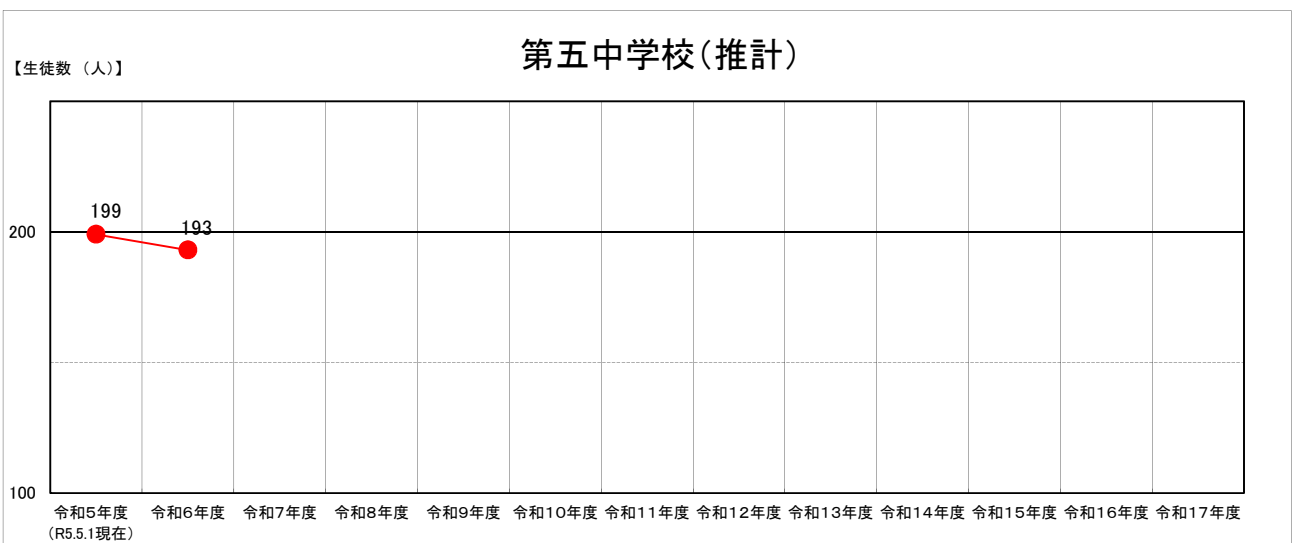 第五中学校（推計）
【生徒数 （人）】
199
193
200
100
令和5年度 令和6年度 令和7年度 令和8年度 令和9年度 令和10年度 令和11年度 令和12年度 令和13年度 令和14年度 令和15年度 令和16年度 令和17年度
（R5.5.1現在）